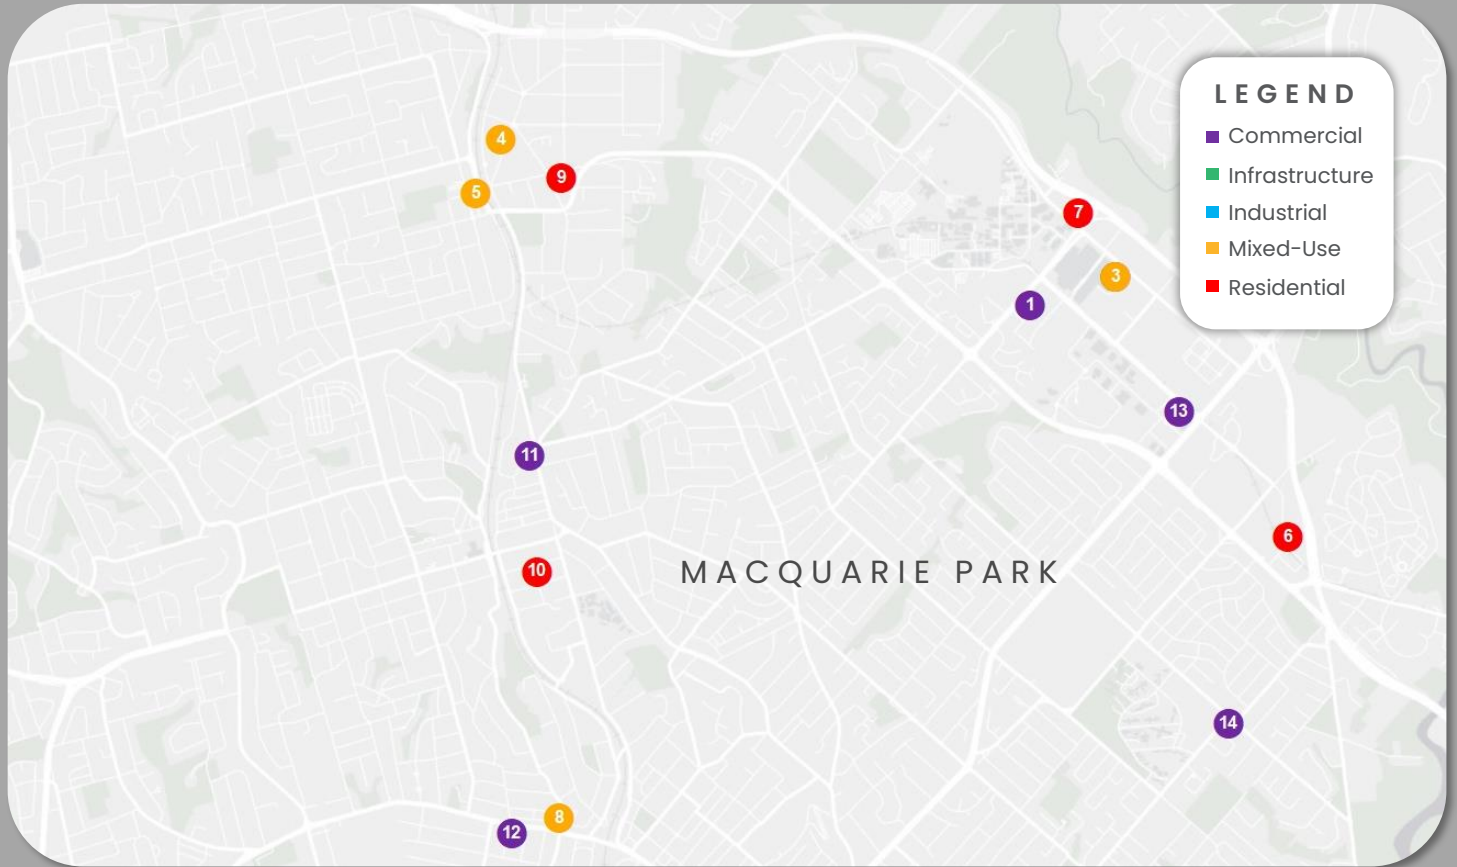 LEGEND
Commercial
Infrastructure
Industrial
Mixed-Use
Residential
4
9
5
7
3
1
13
11
6
10
MACQUARIE PARK
14
8
12